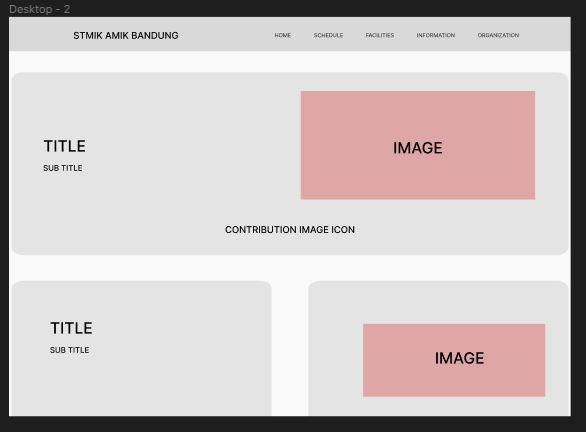 Desktop - 2
STMIK AMIK BANDUNG
HOME SCHEDULE FACILITIES INFORMATION ORGANIZATION
TITLE
SUB TITLE
IMAGE
CONTRIBUTION IMAGE ICON
TITLE
SUB TITLE
IMAGE